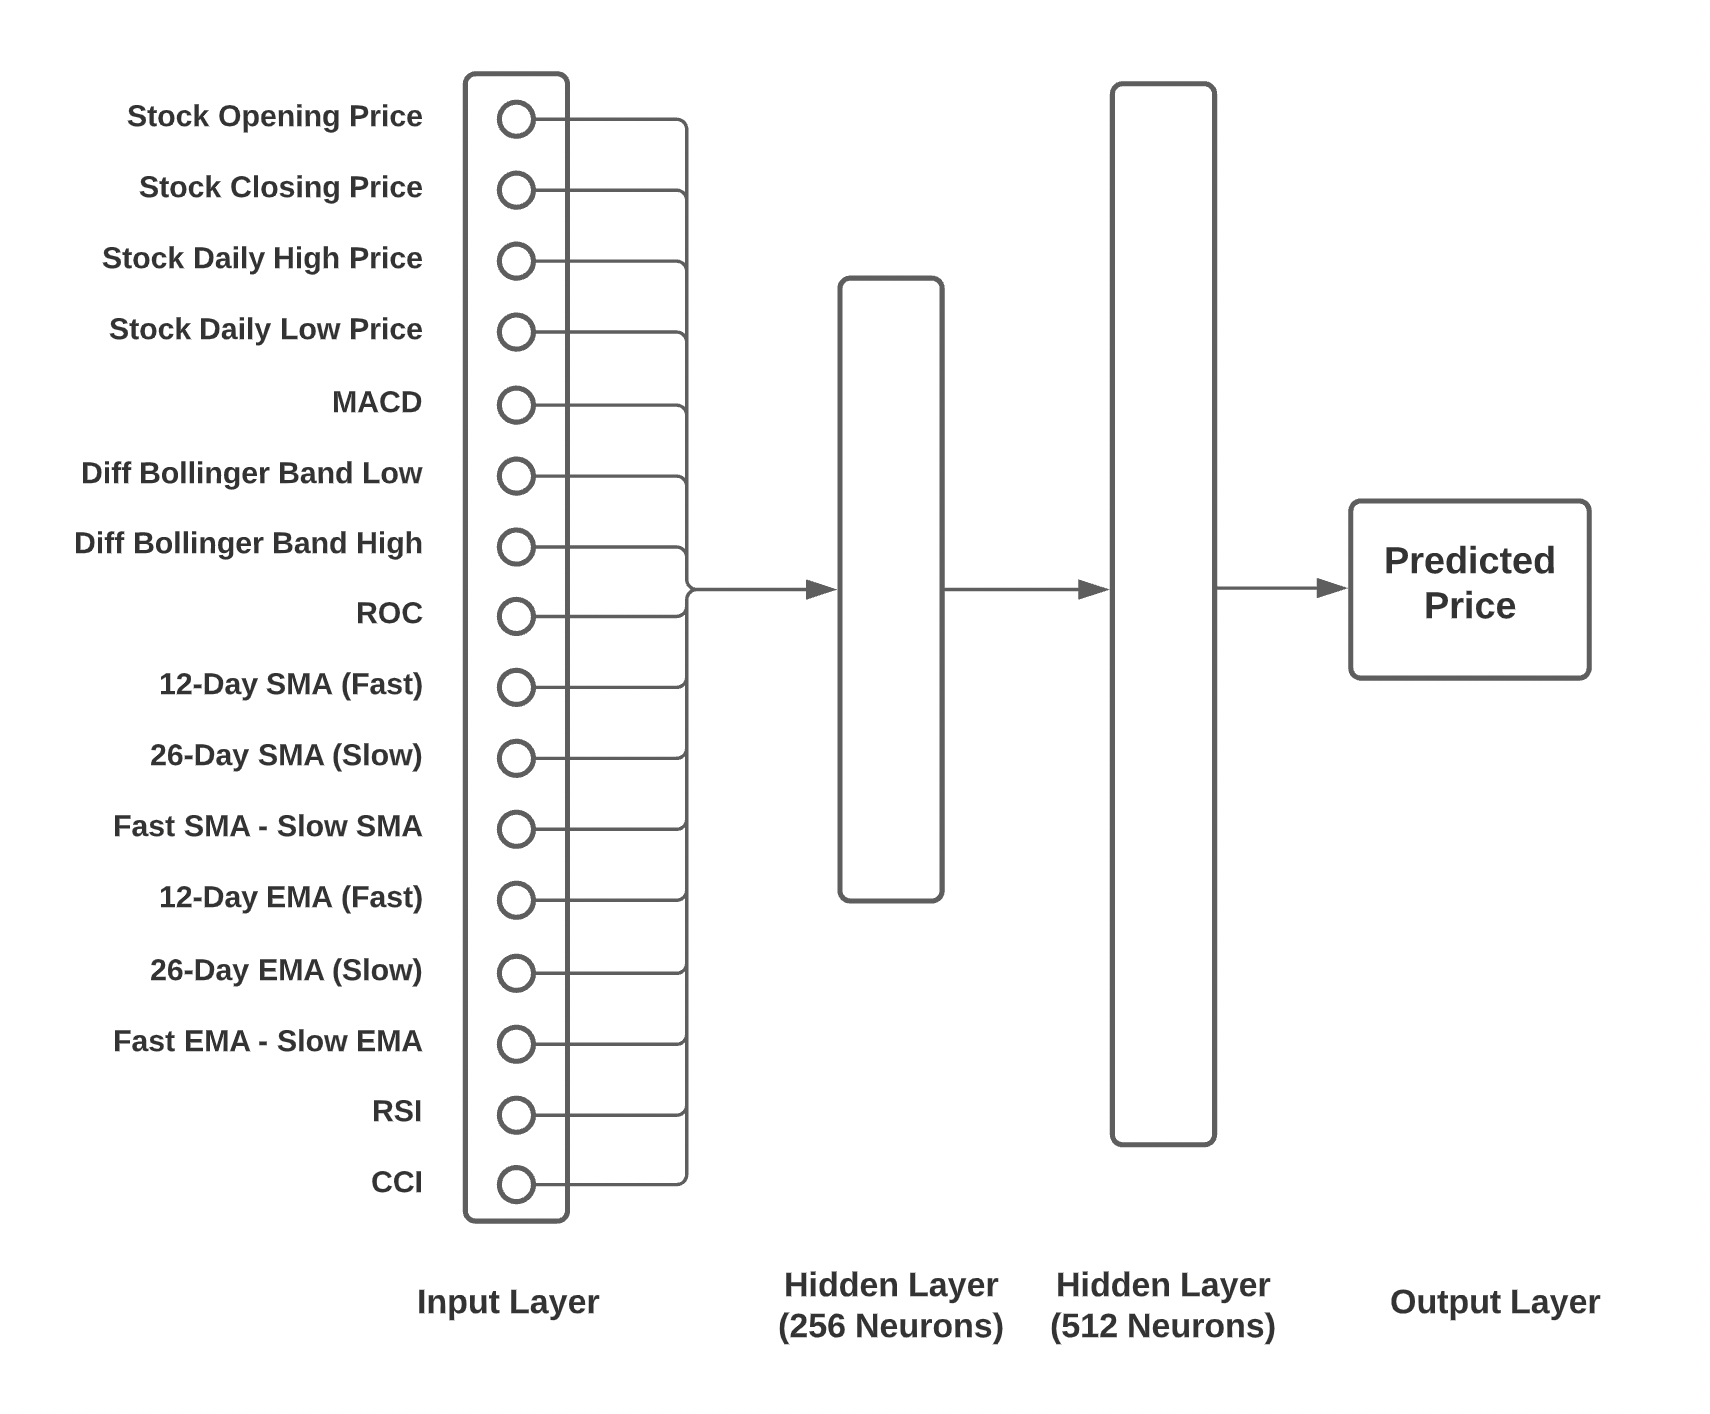 Stock Opening Price
Stock Closing Price
Stock Daily High Price
Stock Daily Low Price
MACD
Diff Bollinger Band Low
Diff Bollinger Band High
ROC
12-Day SMA (Fast)
26-Day SMA (Slow)
Fast SMA - Slow SMA
12-Day EMA (Fast)
26-Day EMA (Slow)
Fast EMA - Slow EMA
RSI
CCI
Predicted
Price
Input Layer
Hidden Layer
(256 Neurons)
Hidden Layer
(512 Neurons)
Output Layer